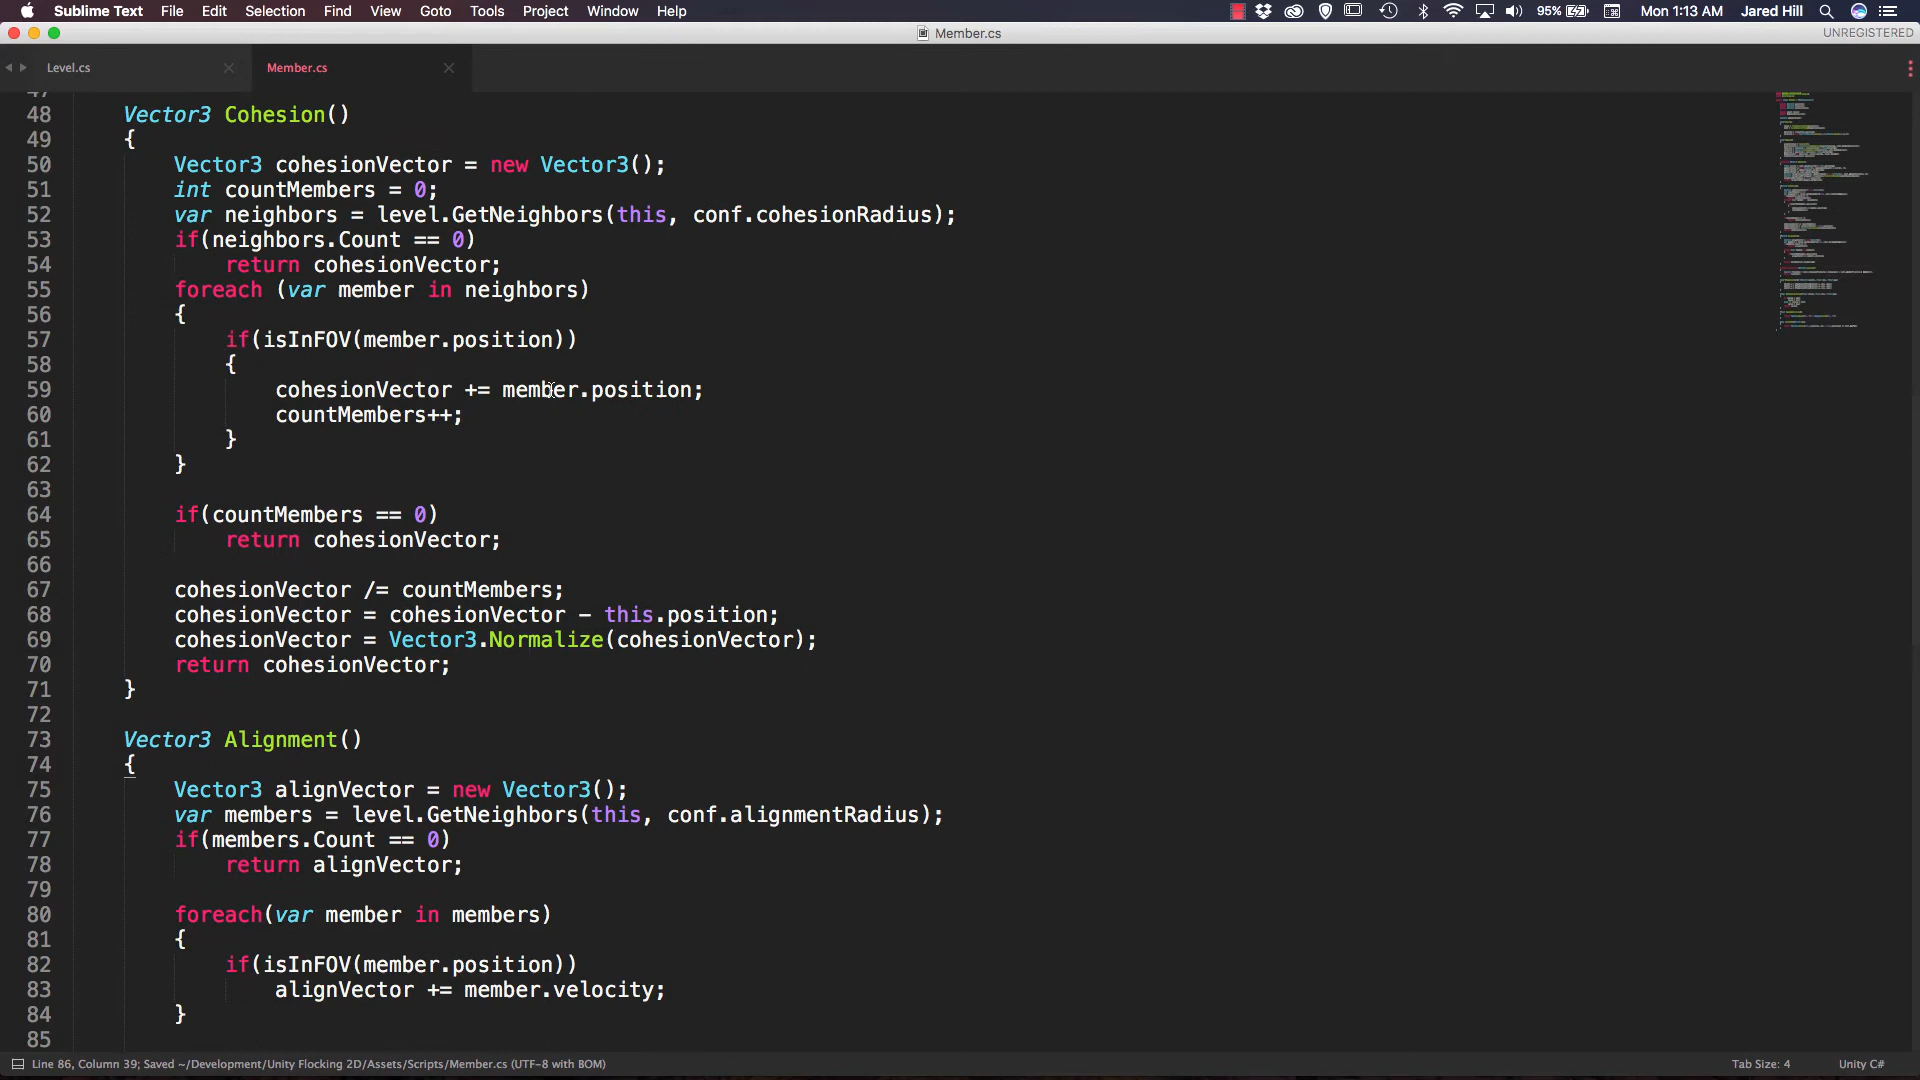 Sublime Text File Edit Selection Find View Goto Tools Project Window Help 95% Mon 1:13 AM Jared Hill
Member.cs UNREGISTERED
Level.cs Member.cs
47
48 Vector3 Cohesion()
49 {
50 Vector3 cohesionVector = new Vector3();
51 int countMembers = 0;
52 var neighbors = level.GetNeighbors(this, conf.cohesionRadius);
53 if(neighbors.Count == 0)
54 return cohesionVector;
55 foreach (var member in neighbors)
56 {
57 if(isInFOV(member.position))
58 {
59 cohesionVector += member.position;
60 countMembers++;
61 }
62 }
63
64 if(countMembers == 0)
65 return cohesionVector;
66
67 cohesionVector /= countMembers;
68 cohesionVector = cohesionVector - this.position;
69 cohesionVector = Vector3.Normalize(cohesionVector);
70 return cohesionVector;
71 }
72
73 Vector3 Alignment()
74 {
75 Vector3 alignVector = new Vector3();
76 var members = level.GetNeighbors(this, conf.alignmentRadius);
77 if(members.Count == 0)
78 return alignVector;
79
80 foreach(var member in members)
81 {
82 if(isInFOV(member.position))
83 alignVector += member.velocity;
84 }
85
Line 86, Column 39; Saved ~/Development/Unity Flocking 2D/Assets/Scripts/Member.cs (UTF-8 with BOM) Tab Size: 4 Unity C#